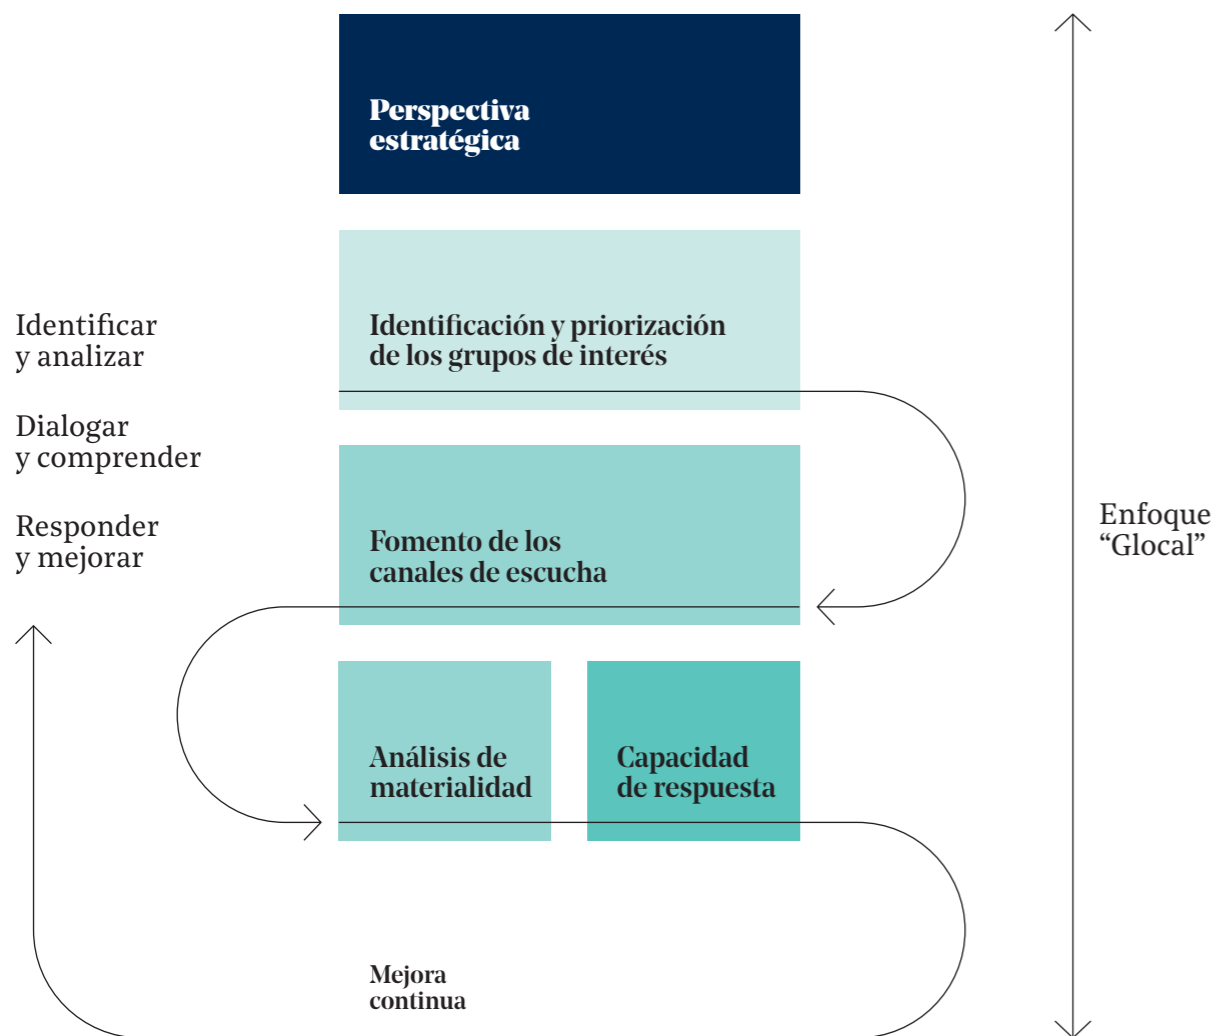 Perspectiva
estratégica
Identificar
y analizar
Dialogar
y comprender
Responder
y mejorar
Identificación y priorización
de los grupos de interés
Fomento de los
canales de escucha
Análisis de
materialidad
Capacidad
de respuesta
Mejora
continua
Enfoque
“Glocal”